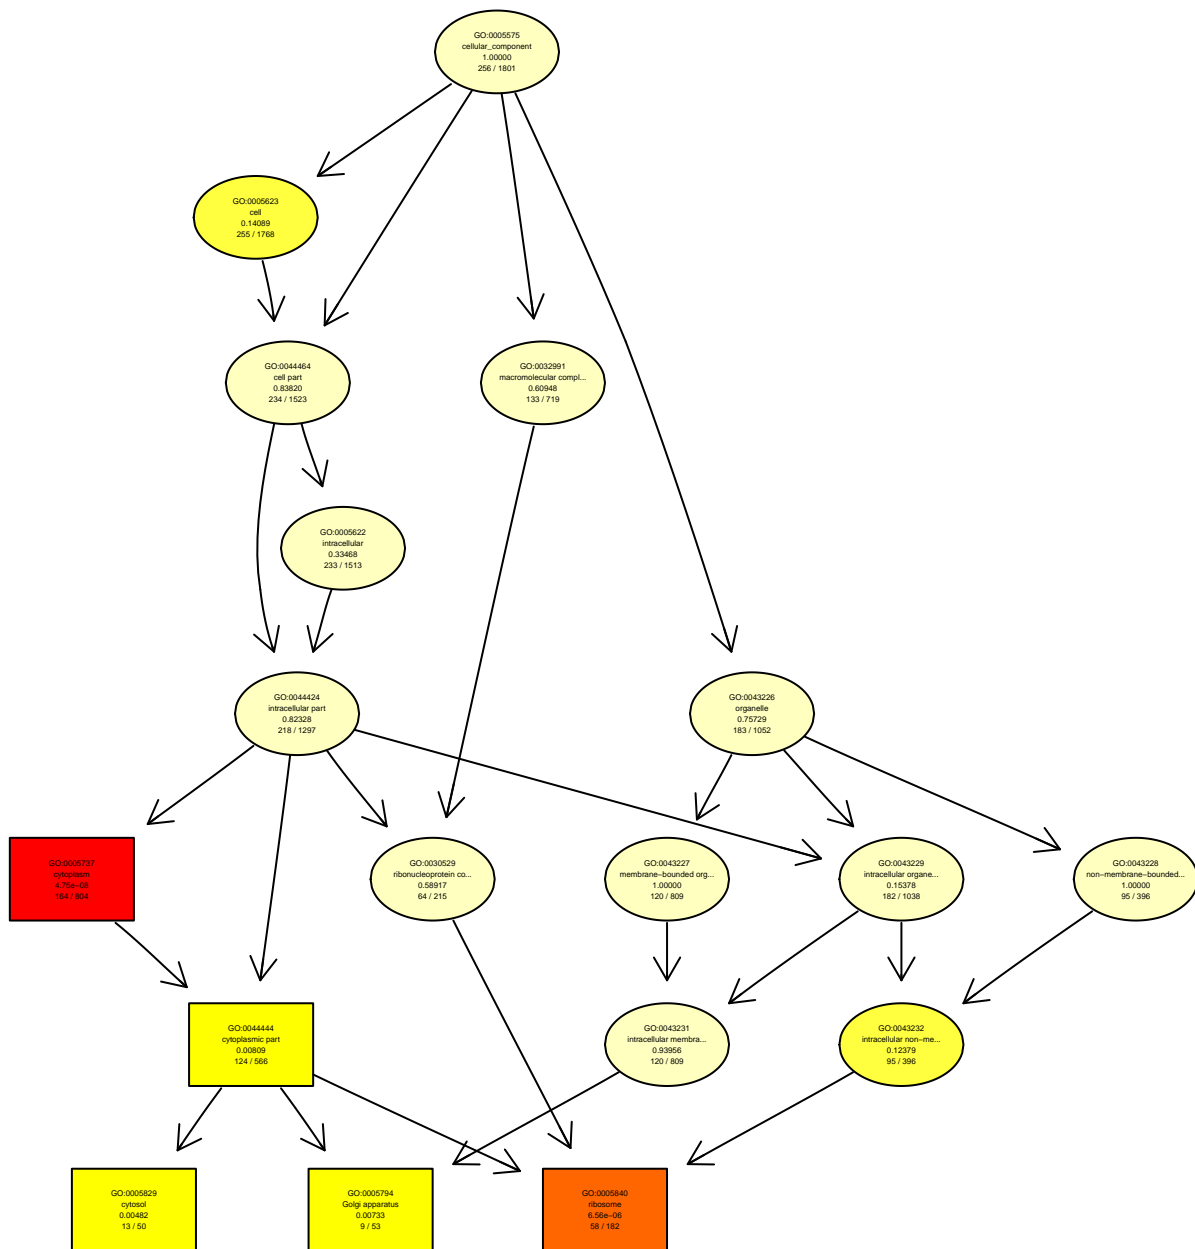 GO:0005575
cellular_component
1.00000
256 / 1801
GO:0005623
cell
0.14089
255 / 1768
GO:0044464
cell part
0.83820
234 / 1523
GO:0032991
macromolecular compl...
0.60948
133 / 719
GO:0005622
intracellular
0.33468
233 / 1513
GO:0044424
intracellular part
0.82328
218 / 1297
GO:0043226
organelle
0.75729
183 / 1052
GO:0005737
cytoplasm
4.76e−08
164 / 804
GO:0030529
ribonucleoprotein co...
0.58917
64 / 215
GO:0043227
membrane−bounded org...
1.00000
120 / 809
GO:0043229
intracellular organe...
0.15378
182 / 1038
GO:0043228
non−membrane−bounded...
1.00000
95 / 396
GO:0044444
cytoplasmic part
0.00809
124 / 566
GO:0043231
intracellular membra...
0.93956
120 / 809
GO:0043232
intracellular non−me...
0.12379
95 / 396
GO:0005829
cytosol
0.00482
13 / 50
GO:0005794
Golgi apparatus
0.00733
9 / 53
GO:0005840
ribosome
6.56e−06
58 / 182